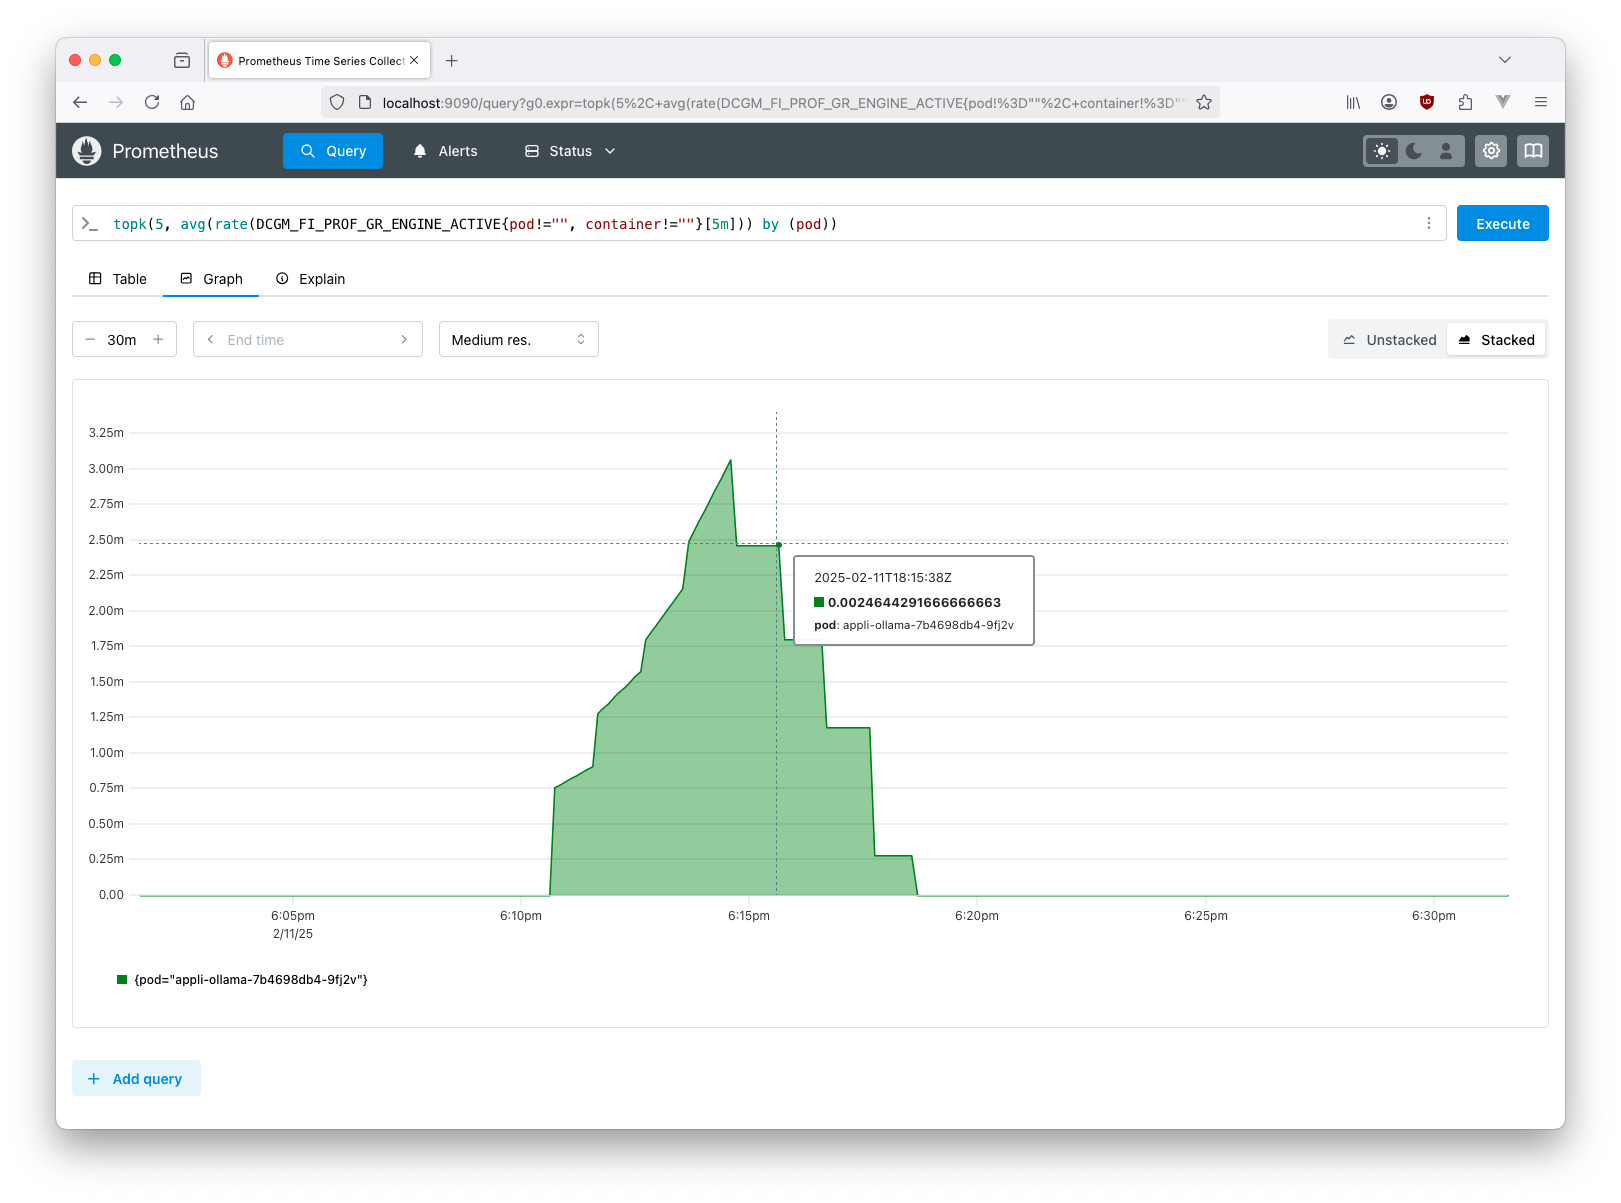 Prometheus Time Series Collect
localhost:9090/query?g0.expr=topk(5%2C+avg(rate(DCGM_FI_PROF_GR_ENGINE_ACTIVE{pod!%3D""%2C+container!%3D""
Prometheus
Query
Alerts
Status
topk(5, avg(rate(DCGM_FI_PROF_GR_ENGINE_ACTIVE{pod!="", container!=""}[5m])) by (pod))
Execute
Table
Graph
Explain
30m
End time
Medium res.
Unstacked
Stacked
3.25m
3.00m
2.75m
2.50m
2.25m
2.00m
1.75m
1.50m
1.25m
1.00m
0.75m
0.50m
0.25m
0.00
2025-02-11T18:15:38Z
0.0024644291666666663
pod: appli-ollama-7b4698db4-9fj2v
6:05pm
2/11/25
6:10pm
6:15pm
6:20pm
6:25pm
6:30pm
{pod="appli-ollama-7b4698db4-9fj2v"}
Add query